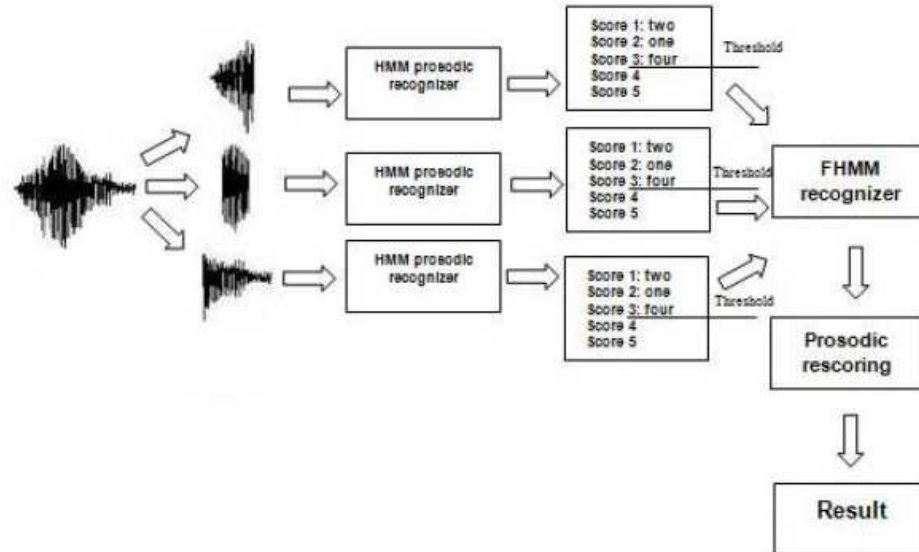 HMM prosodic
recognizer
Score 1: two
Score 2: one
Score 3: four
Score 4
Score 5
Threshold
HMM prosodic
recognizer
Score 1: two
Score 2: one
Score 3: four
Score 4
Score 5
Threshold
HMM prosodic
recognizer
Score 1: two
Score 2: one
Score 3: four
Score 4
Score 5
Threshold
FHMM
recognizer
Prosodic
rescoring
Result